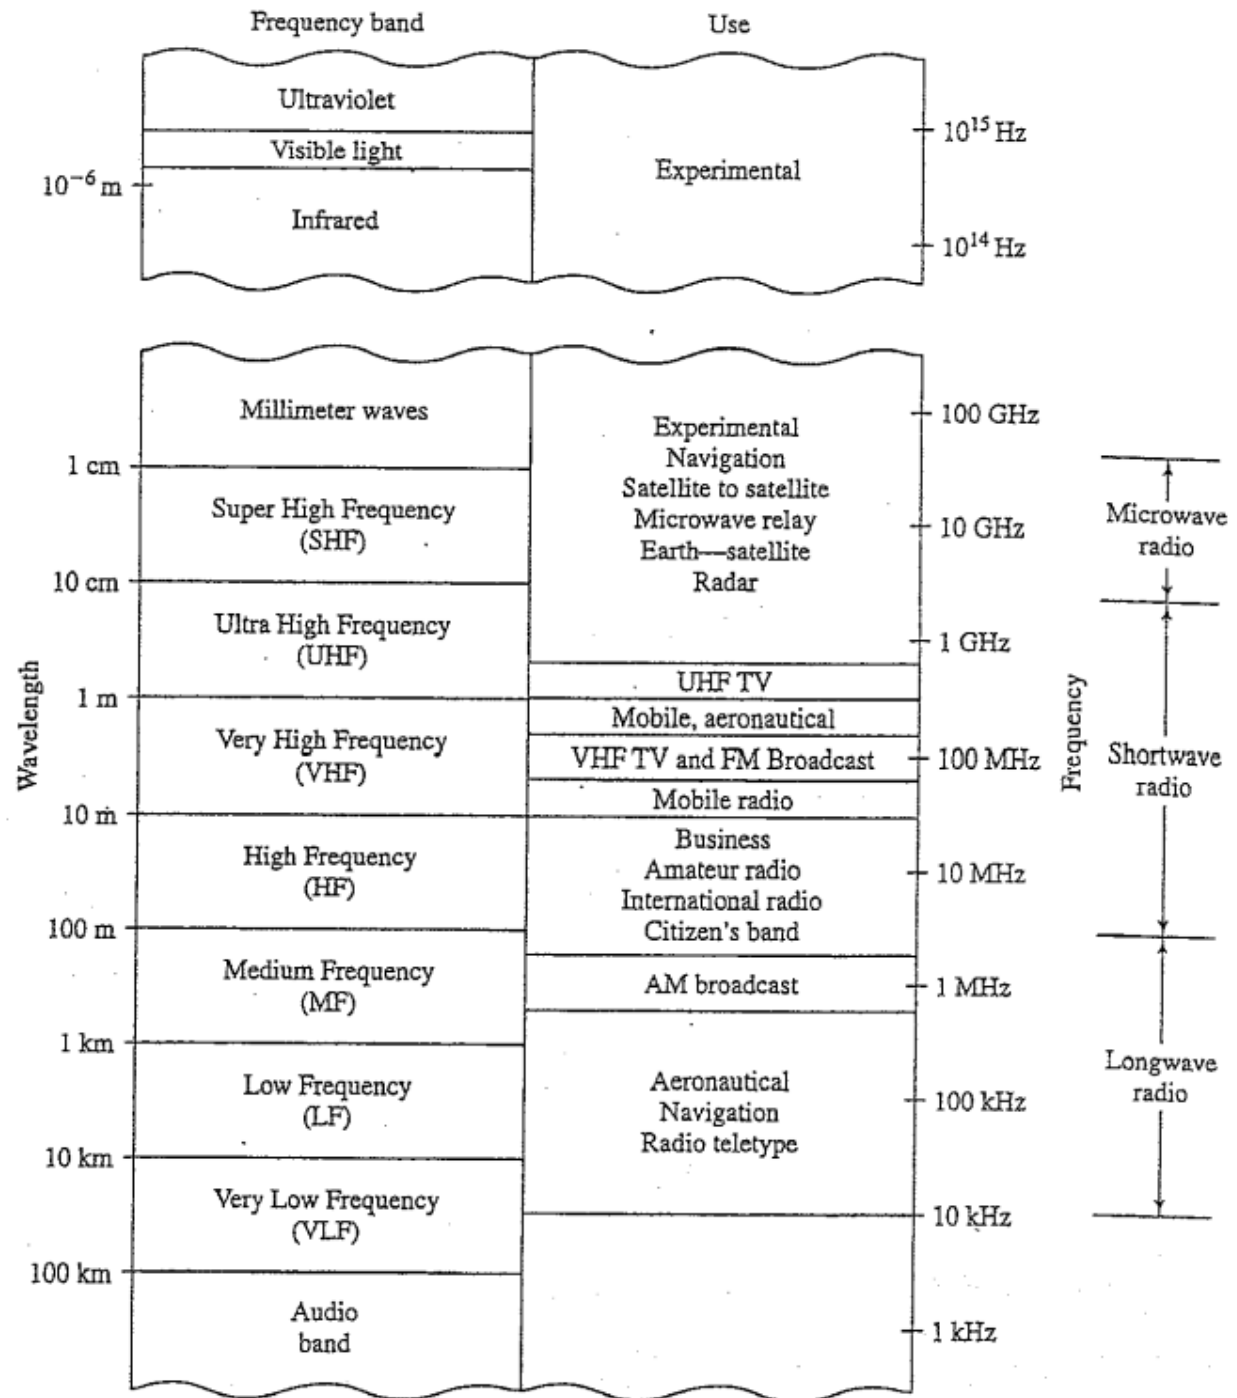 Frequency band
Use
Ultraviolet
Visible light
Infrared
10⁻⁶ m
Experimental
10¹⁵ Hz
10¹⁴ Hz
Wavelength
1 cm
10 cm
1 m
10 m
100 m
1 km
10 km
100 km
Millimeter waves
Super High Frequency
(SHF)
Ultra High Frequency
(UHF)
Very High Frequency
(VHF)
High Frequency
(HF)
Medium Frequency
(MF)
Low Frequency
(LF)
Very Low Frequency
(VLF)
Audio
band
Experimental
Navigation
Satellite to satellite
Microwave relay
Earth—satellite
Radar
UHF TV
Mobile, aeronautical
VHF TV and FM Broadcast
Mobile radio
Business
Amateur radio
International radio
Citizen's band
AM broadcast
Aeronautical
Navigation
Radio teletype
100 GHz
10 GHz
1 GHz
100 MHz
10 MHz
1 MHz
100 kHz
10 kHz
1 kHz
Frequency
Microwave
radio
Shortwave
radio
Longwave
radio